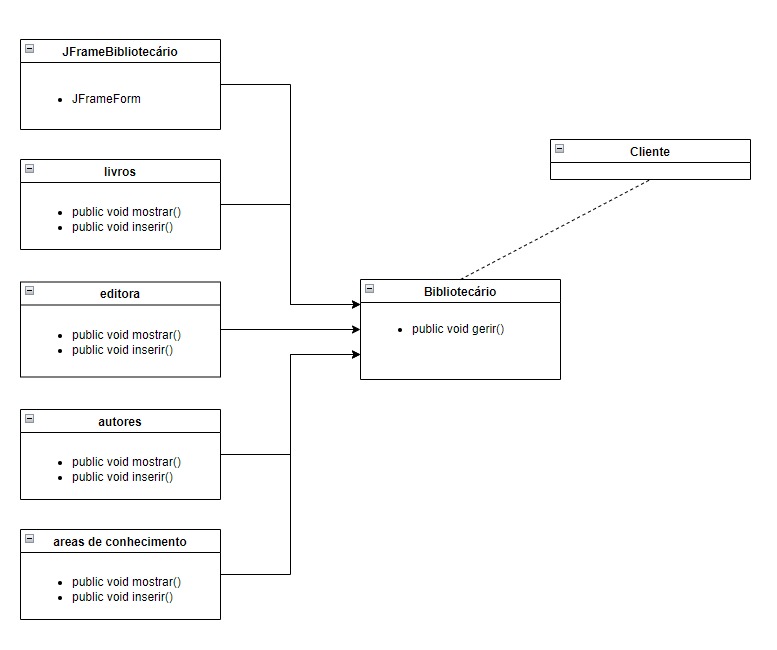 JFrameBibliotecário
JFrameForm
livros
public void mostrar()
public void inserir()
editora
public void mostrar()
public void inserir()
autores
public void mostrar()
public void inserir()
areas de conhecimento
public void mostrar()
public void inserir()
Cliente
Bibliotecário
public void gerir()